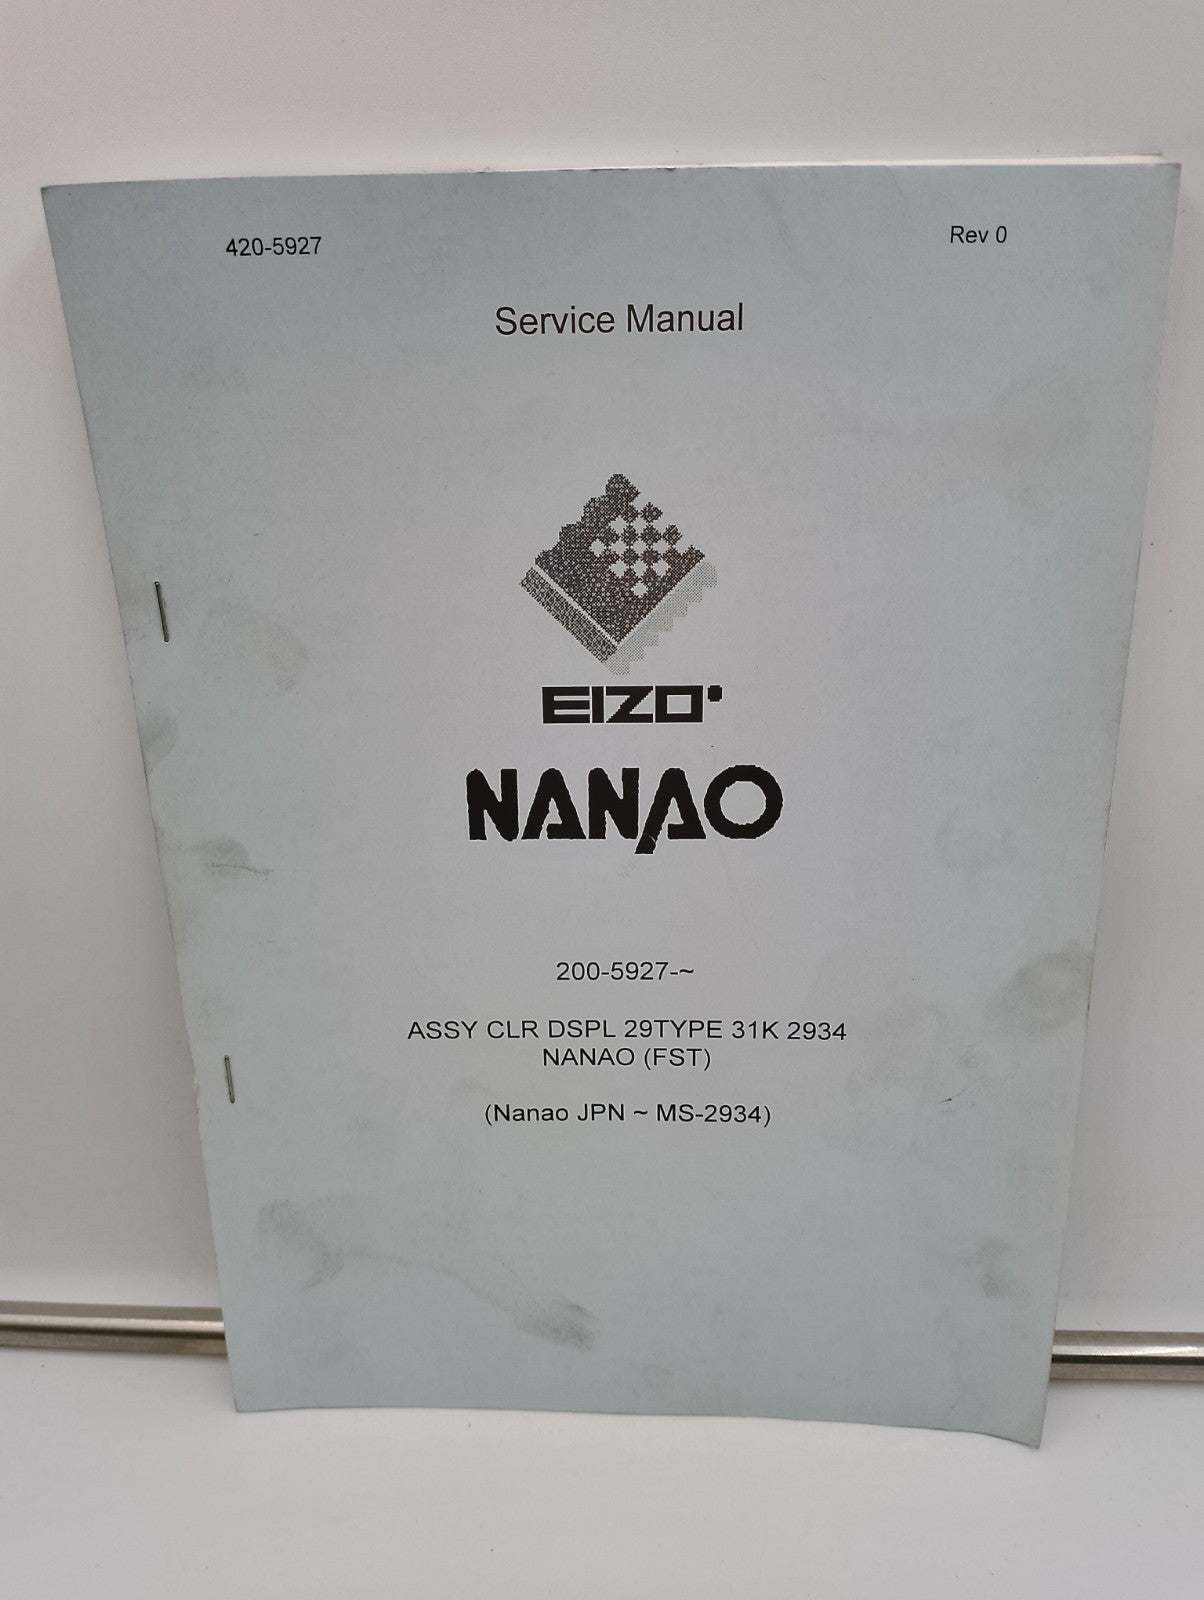 420-5927
Rev 0
Service Manual
EIZO
NANAO
200-5927-~
ASSY CLR DSPL 29TYPE 31K 2934
NANAO (FST)
(Nanao JPN ~ MS-2934)